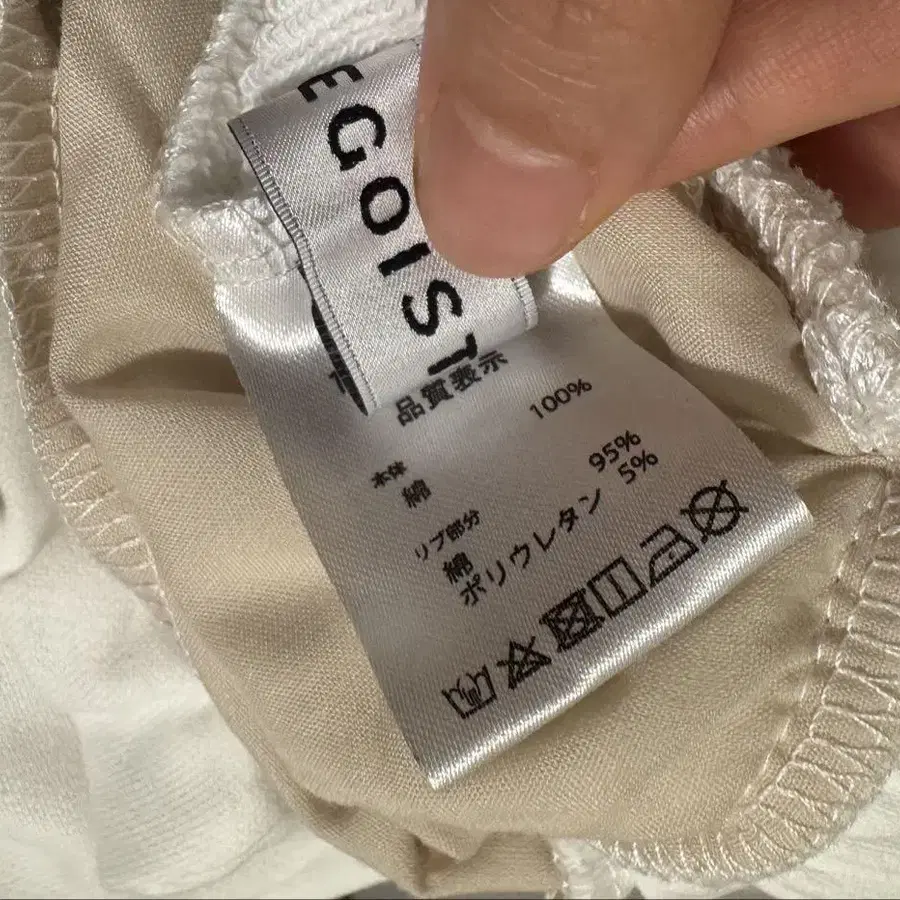 EGOIST
品質表示
本体
綿 100%
リブ部分
綿 95%
ポリウレタン 5%